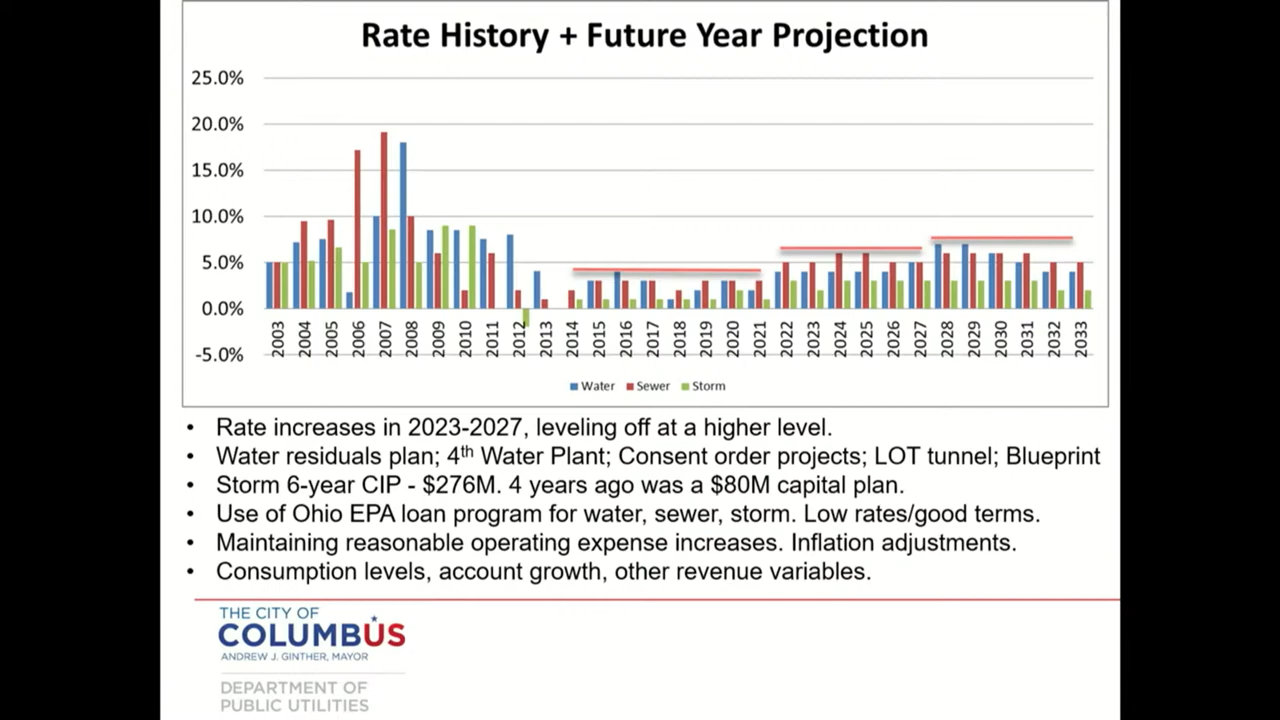 Rate History + Future Year Projection
25.0%
20.0%
15.0%
10.0%
5.0%
0.0%
-5.0%
2003 2004 2005 2006 2007 2008 2009 2010 2011 2012 2013 2014 2015 2016 2017 2018 2019 2020 2021 2022 2023 2024 2025 2026 2027 2028 2029 2030 2031 2032 2033
Water Sewer Storm
• Rate increases in 2023-2027, leveling off at a higher level.
• Water residuals plan; 4th Water Plant; Consent order projects; LOT tunnel; Blueprint
• Storm 6-year CIP - $276M. 4 years ago was a $80M capital plan.
• Use of Ohio EPA loan program for water, sewer, storm. Low rates/good terms.
• Maintaining reasonable operating expense increases. Inflation adjustments.
• Consumption levels, account growth, other revenue variables.
THE CITY OF
COLUMBUS
ANDREW J. GINTHER, MAYOR
DEPARTMENT OF
PUBLIC UTILITIES